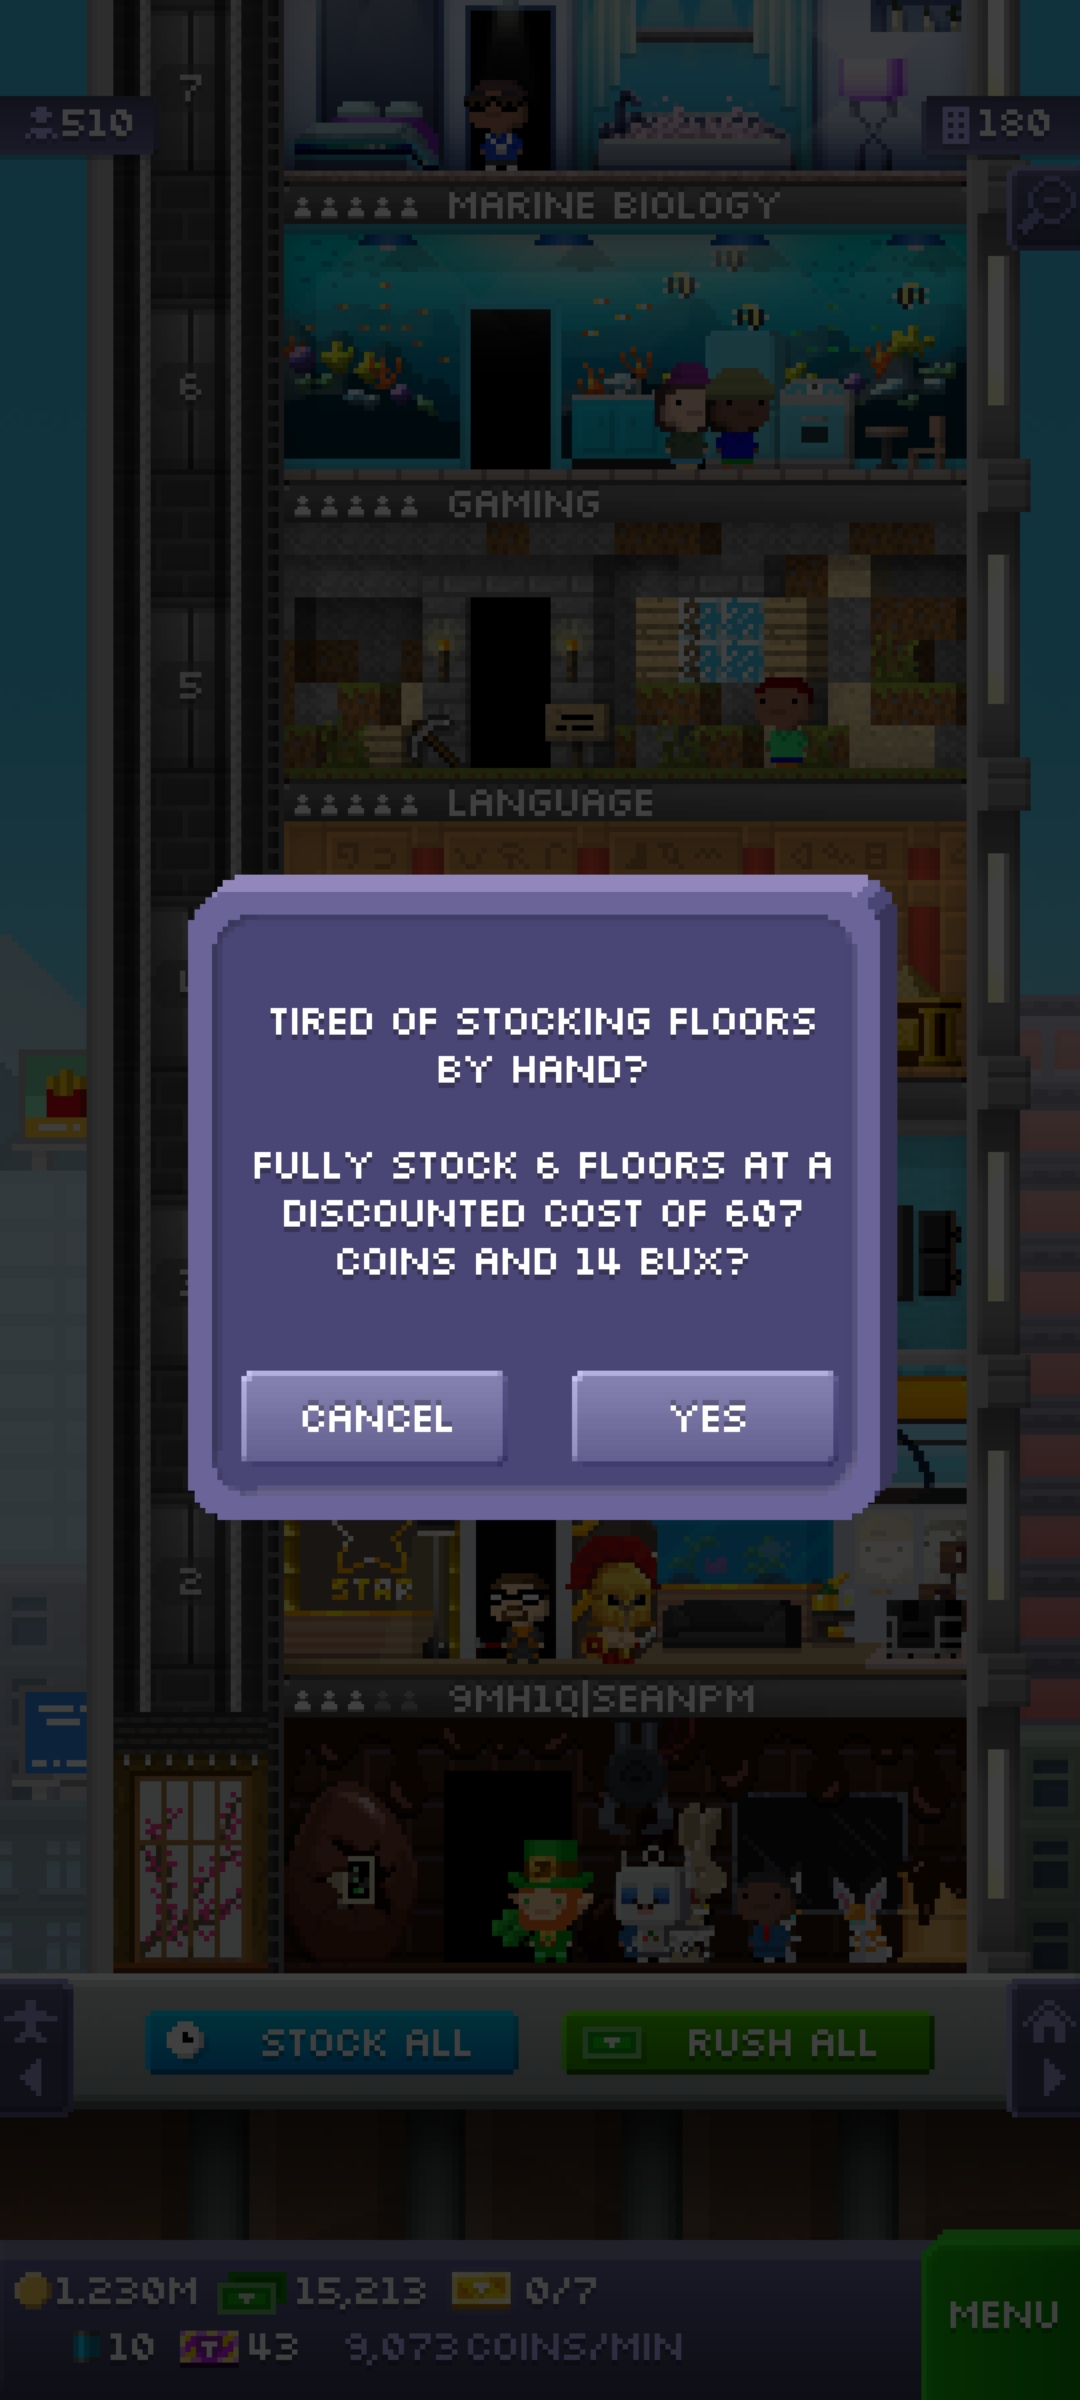 7
510
180
MARINE BIOLOGY
6
GAMING
5
LANGUAGE
TIRED OF STOCKING FLOORS
BY HAND?
FULLY STOCK 6 FLOORS AT A
DISCOUNTED COST OF 607
COINS AND 14 BUX?
CANCEL
YES
2
STAR
9MH1Q|SEANPM
STOCK ALL
RUSH ALL
1.230M
15,213
0/7
MENU
10
43
9,073 COINS/MIN